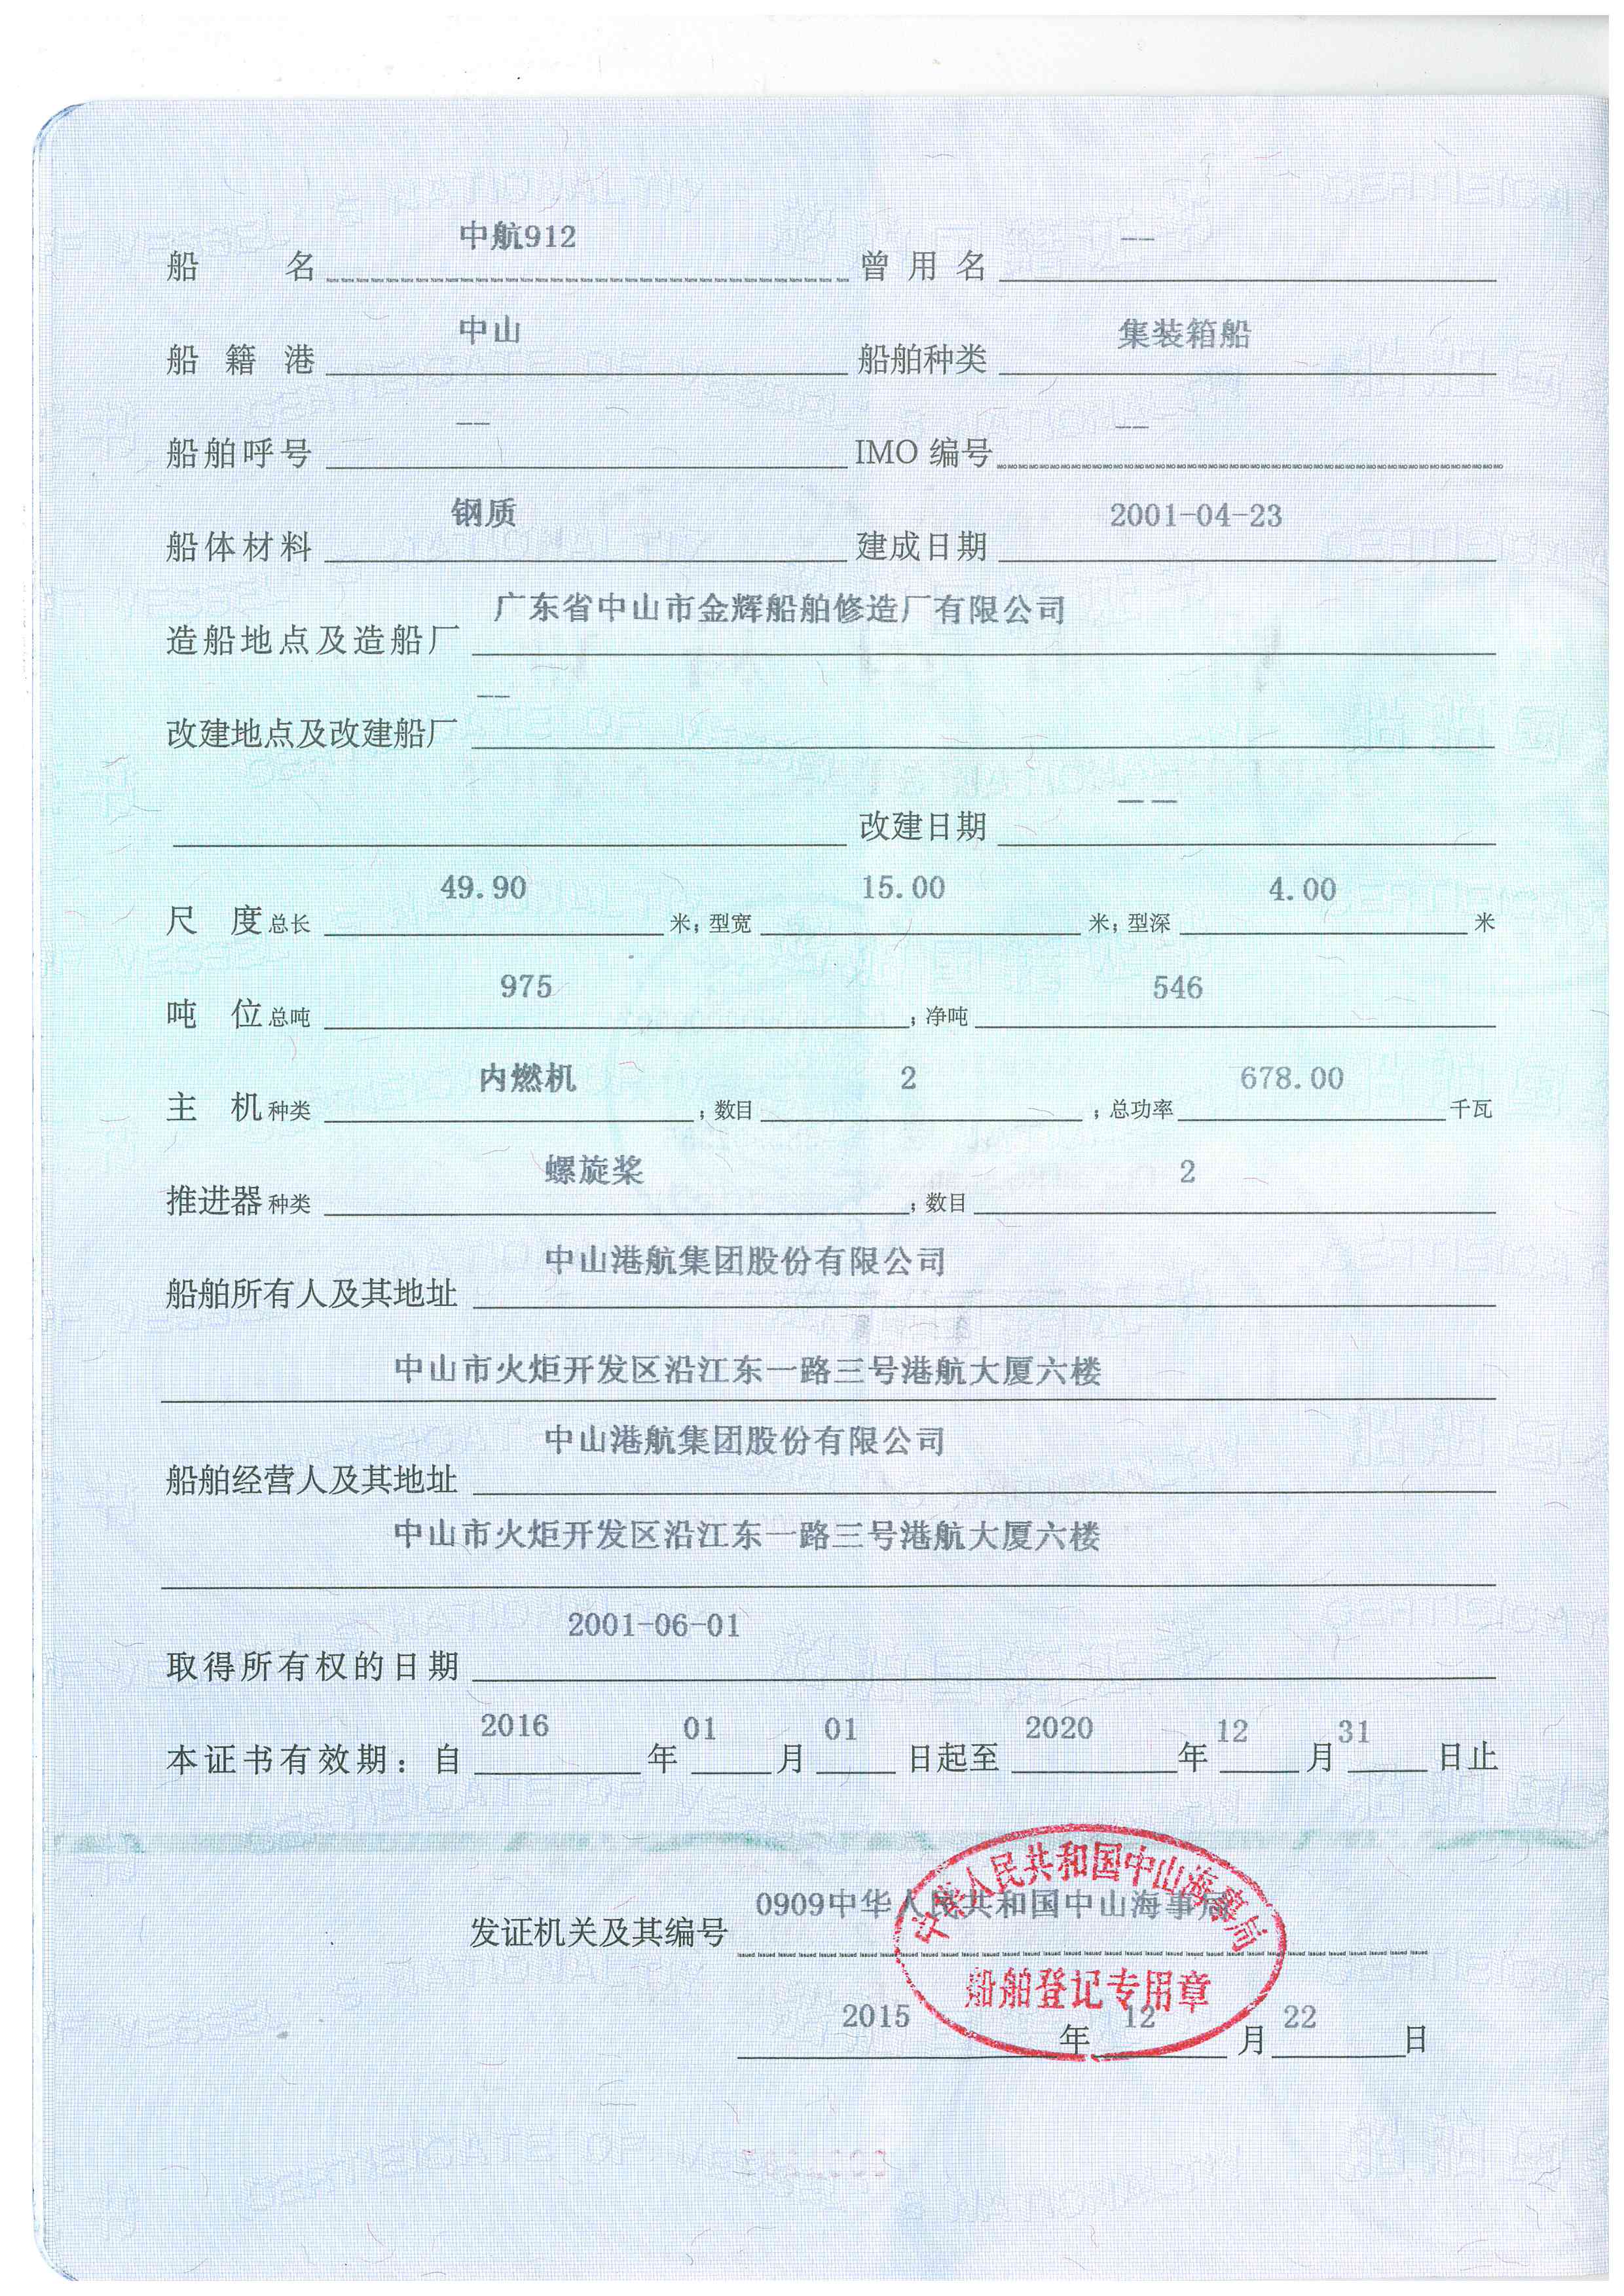 船名 中航912 曾用名 ——
船籍港 中山 船舶种类 集装箱船
船舶呼号 —— IMO 编号 ——
船体材料 钢质 建成日期 2001-04-23
造船地点及造船厂 广东省中山市金辉船舶修造厂有限公司
改建地点及改建船厂 ——
改建日期 ——
尺度 总长 49.90 米；型宽 15.00 米；型深 4.00 米
吨位 总吨 975 ；净吨 546
主机 种类 内燃机 ；数目 2 ；总功率 678.00 千瓦
推进器 种类 螺旋桨 ；数目 2
船舶所有人及其地址 中山港航集团股份有限公司
中山市火炬开发区沿江东一路三号港航大厦六楼
船舶经营人及其地址 中山港航集团股份有限公司
中山市火炬开发区沿江东一路三号港航大厦六楼
取得所有权的日期 2001-06-01
本证书有效期：自 2016 年 01 月 01 日起至 2020 年 12 月 31 日止
中华人民共和国中山海事局
发证机关及其编号 0909中华人民共和国中山海事局
船舶登记专用章
2015 年 12 月 22 日